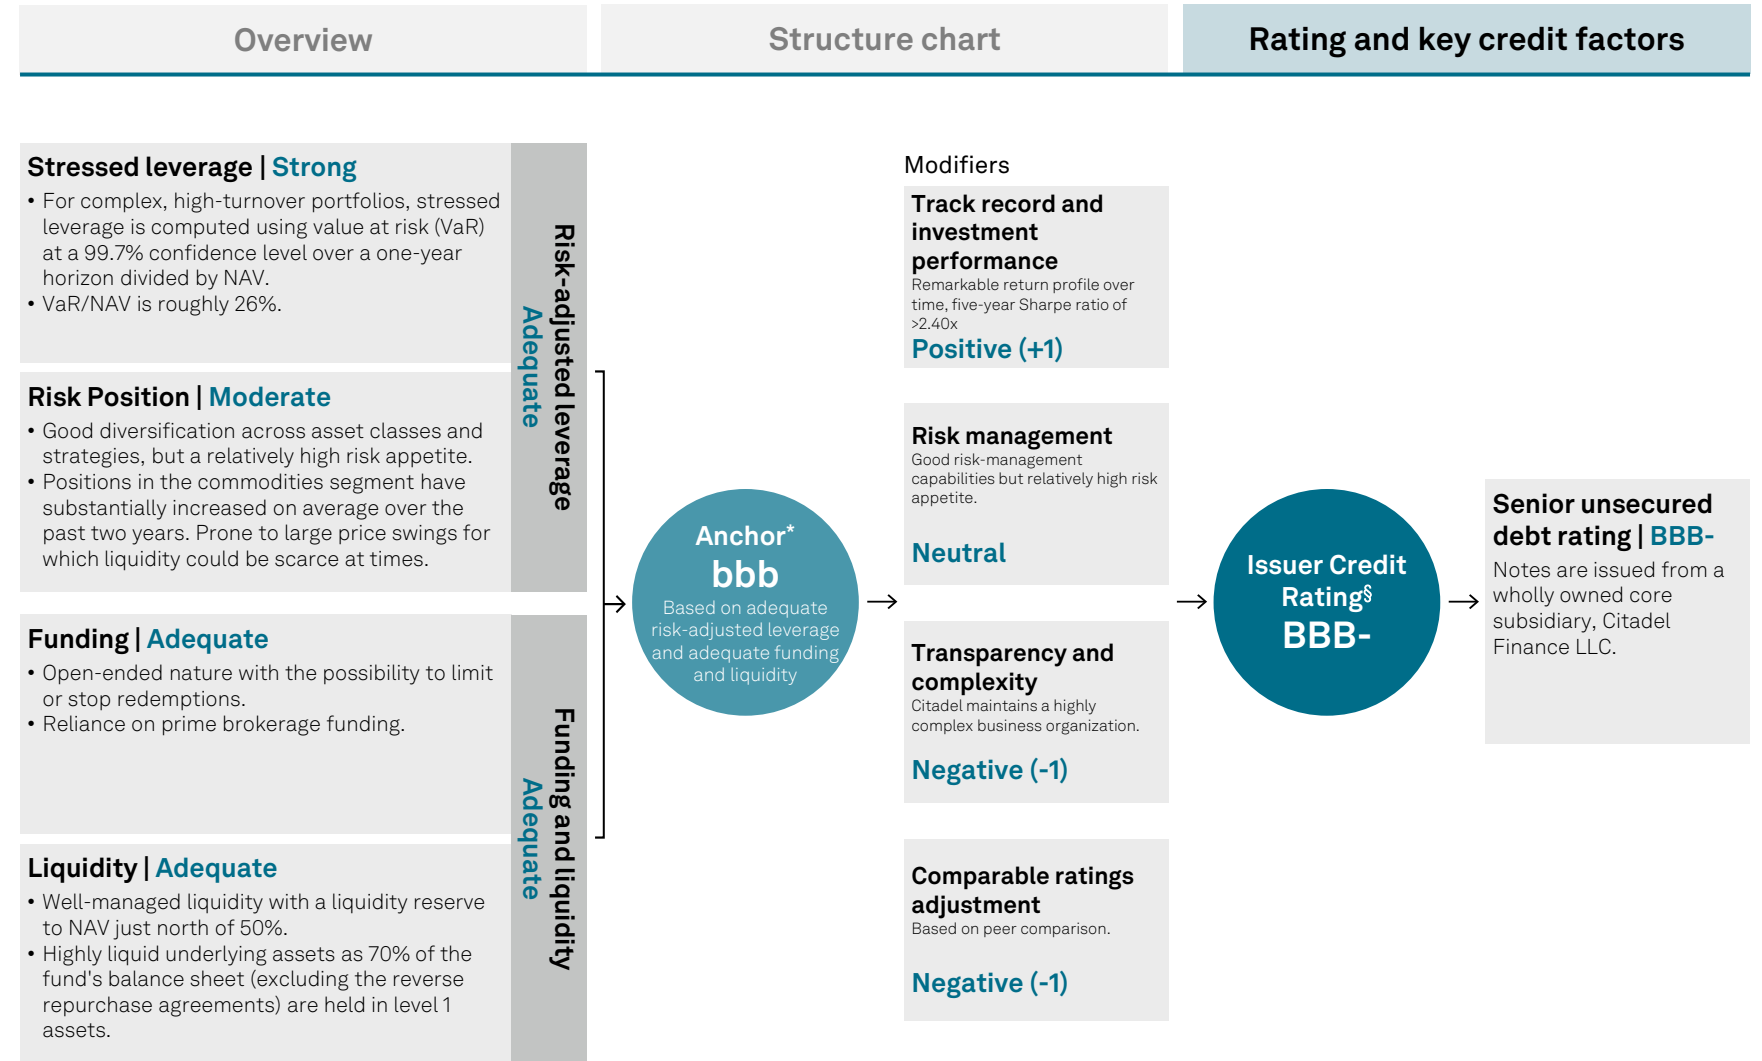 Overview
Structure chart
Rating and key credit factors
Stressed leverage | Strong
• For complex, high-turnover portfolios, stressed
leverage is computed using value at risk (VaR)
at a 99.7% confidence level over a one-year
horizon divided by NAV.
• VaR/NAV is roughly 26%.
Risk Position | Moderate
• Good diversification across asset classes and
strategies, but a relatively high risk appetite.
• Positions in the commodities segment have
substantially increased on average over the
past two years. Prone to large price swings for
which liquidity could be scarce at times.
Risk-adjusted leverage
Adequate
Funding | Adequate
• Open-ended nature with the possibility to limit
or stop redemptions.
• Reliance on prime brokerage funding.
Liquidity | Adequate
• Well-managed liquidity with a liquidity reserve
to NAV just north of 50%.
• Highly liquid underlying assets as 70% of the
fund's balance sheet (excluding the reverse
repurchase agreements) are held in level 1
assets.
Funding and liquidity
Adequate
Anchor*
bbb
Based on adequate
risk-adjusted leverage
and adequate funding
and liquidity
Modifiers
Track record and
investment
performance
Remarkable return profile over
time, five-year Sharpe ratio of
>2.40x
Positive (+1)
Risk management
Good risk-management
capabilities but relatively high risk
appetite.
Neutral
Transparency and
complexity
Citadel maintains a highly
complex business organization.
Negative (-1)
Comparable ratings
adjustment
Based on peer comparison.
Negative (-1)
Issuer Credit
Rating§
BBB-
Senior unsecured
debt rating | BBB-
Notes are issued from a
wholly owned core
subsidiary, Citadel
Finance LLC.